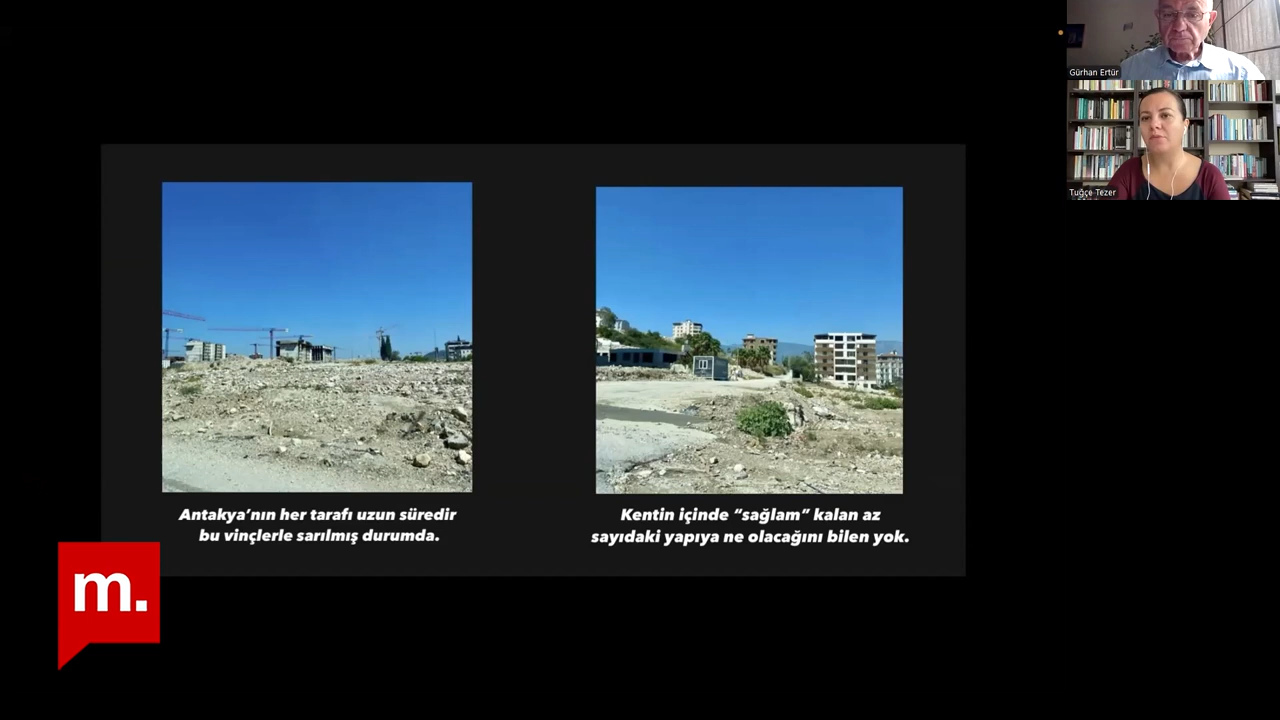 Gürhan Ertür
Tuğçe Tezer
Antakya’nın her tarafı uzun süredir
bu vinçlerle sarılmış durumda.
Kentin içinde “sağlam” kalan az
sayıdaki yapıya ne olacağını bilen yok.
m.